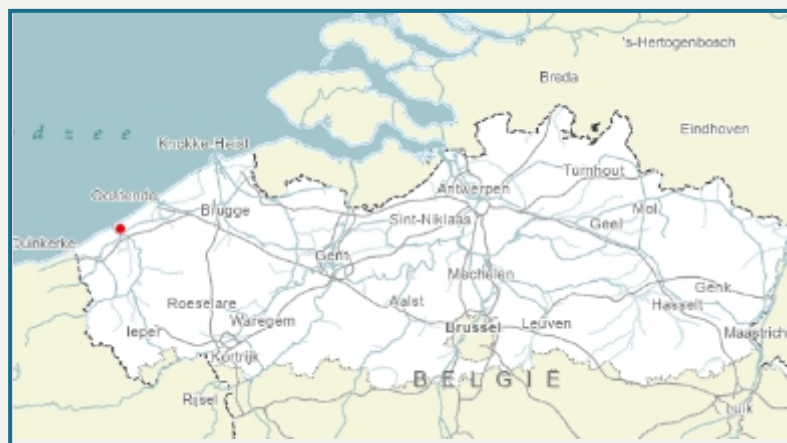 's-Hertogenbosch
Breda
d z e e
Eindhoven
Knokke-Heist
Turnhout
Oostende
Antwerpen
Mol
Brugge
Sint-Niklaas
Geel
Duinkerke
Gent
Mechelen
Genk
Roeselare
Aalst
Hasselt
Waregem
Brussel
Leuven
Ieper
Maastrich
Kortrijk
BELGIË
Rijsel
Luik